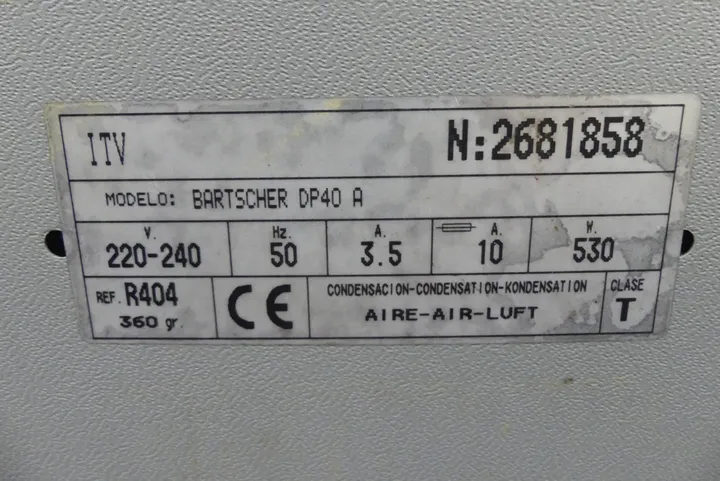 ITV N:2681858
MODELO: BARTSCHER DP40 A
V. Hz. A. A. W.
220-240 50 3.5 10 530
REF. R404 CE CONDENSACION-CONDENSATION-KONDENSATION CLASE
360 gr. AIRE-AIR-LUFT T